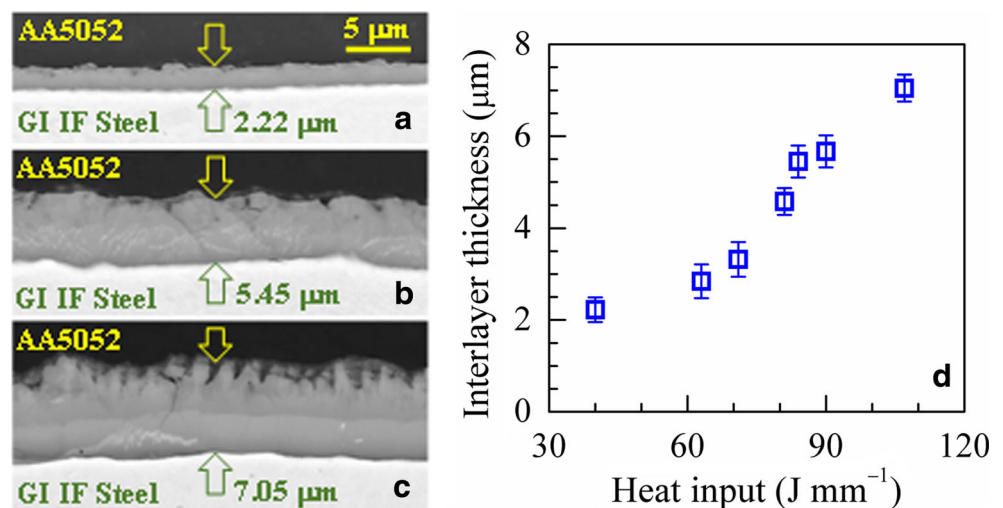 AA5052
5 µm
GI IF Steel
2.22 µm
a
AA5052
GI IF Steel
5.45 µm
b
AA5052
GI IF Steel
7.05 µm
c
Interlayer thickness (µm)
8
6
4
2
0
d
30
60
90
120
Heat input (J mm⁻¹)